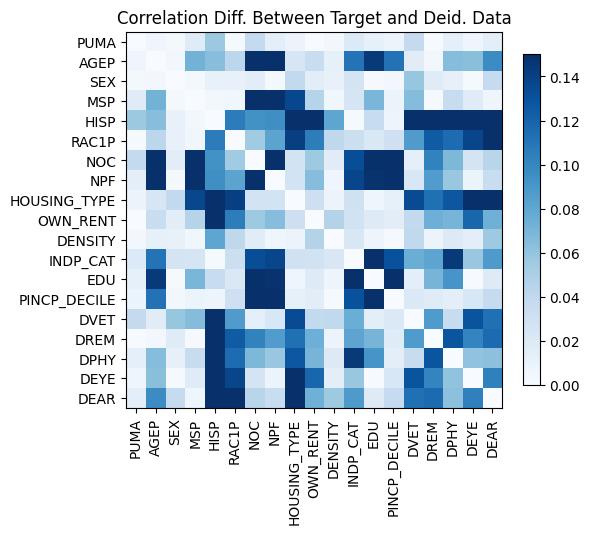 Correlation Diff. Between Target and Deid. Data
PUMA
AGEP
SEX
MSP
HISP
RAC1P
NOC
NPF
HOUSING_TYPE
OWN_RENT
DENSITY
INDP_CAT
EDU
PINCP_DECILE
DVET
DREM
DPHY
DEYE
DEAR
PUMA
AGEP
SEX
MSP
HISP
RAC1P
NOC
NPF
HOUSING_TYPE
OWN_RENT
DENSITY
INDP_CAT
EDU
PINCP_DECILE
DVET
DREM
DPHY
DEYE
DEAR
0.14
0.12
0.10
0.08
0.06
0.04
0.02
0.00